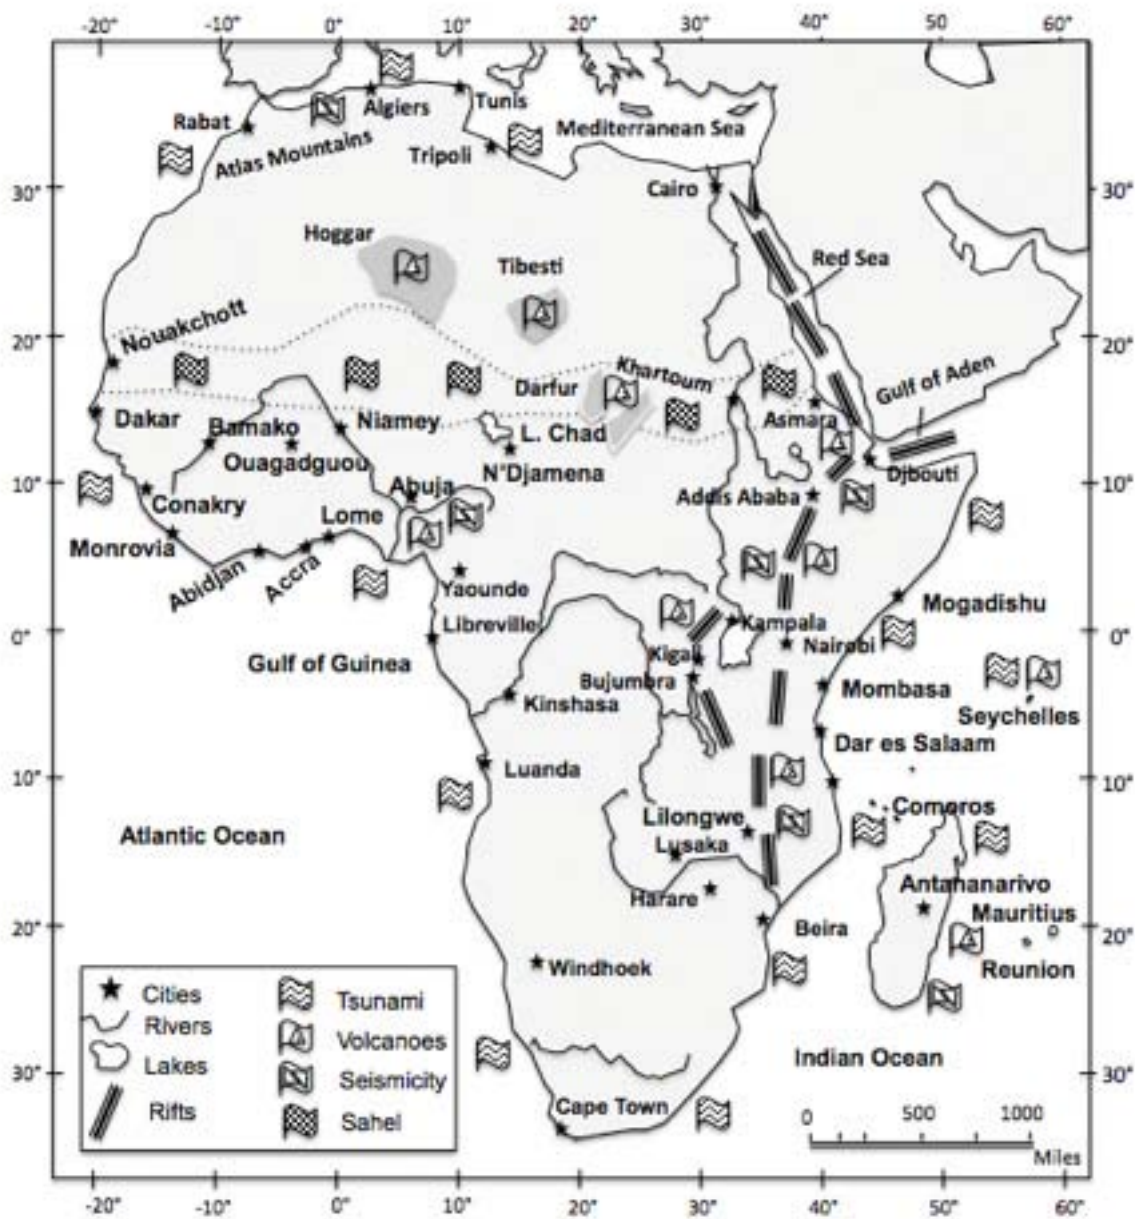 -20° -10° 0° 10° 20° 30° 40° 50° 60°
Rabat
Algiers
Tunis
Atlas Mountains
Tripoli
Mediterranean Sea
30°
Cairo
30°
Hoggar
Tibesti
Red Sea
Nouakchott
20°
20°
Darfur
Khartoum
Gulf of Aden
Dakar
Bamako
Niamey
Asmara
Ouagadguou
L. Chad
N'Djamena
Djbouti
10°
Conakry
Abuja
Addis Ababa
10°
Lome
Monrovia
Abidjan
Accra
Yaounde
Mogadishu
0°
Libreville
Kampala
0°
Gulf of Guinea
Kigali
Nairobi
Bujumbra
Mombasa
Kinshasa
Seychelles
Dar es Salaam
10°
Luanda
10°
Comoros
Atlantic Ocean
Lilongwe
Lusaka
Antananarivo
Harare
Mauritius
20°
Beira
20°
Windhoek
Reunion
Cities
Tsunami
Rivers
Volcanoes
Lakes
Seismicity
Rifts
Sahel
Indian Ocean
30°
30°
Cape Town
0 500 1000
Miles
-20° -10° 0° 10° 20° 30° 40° 50° 60°